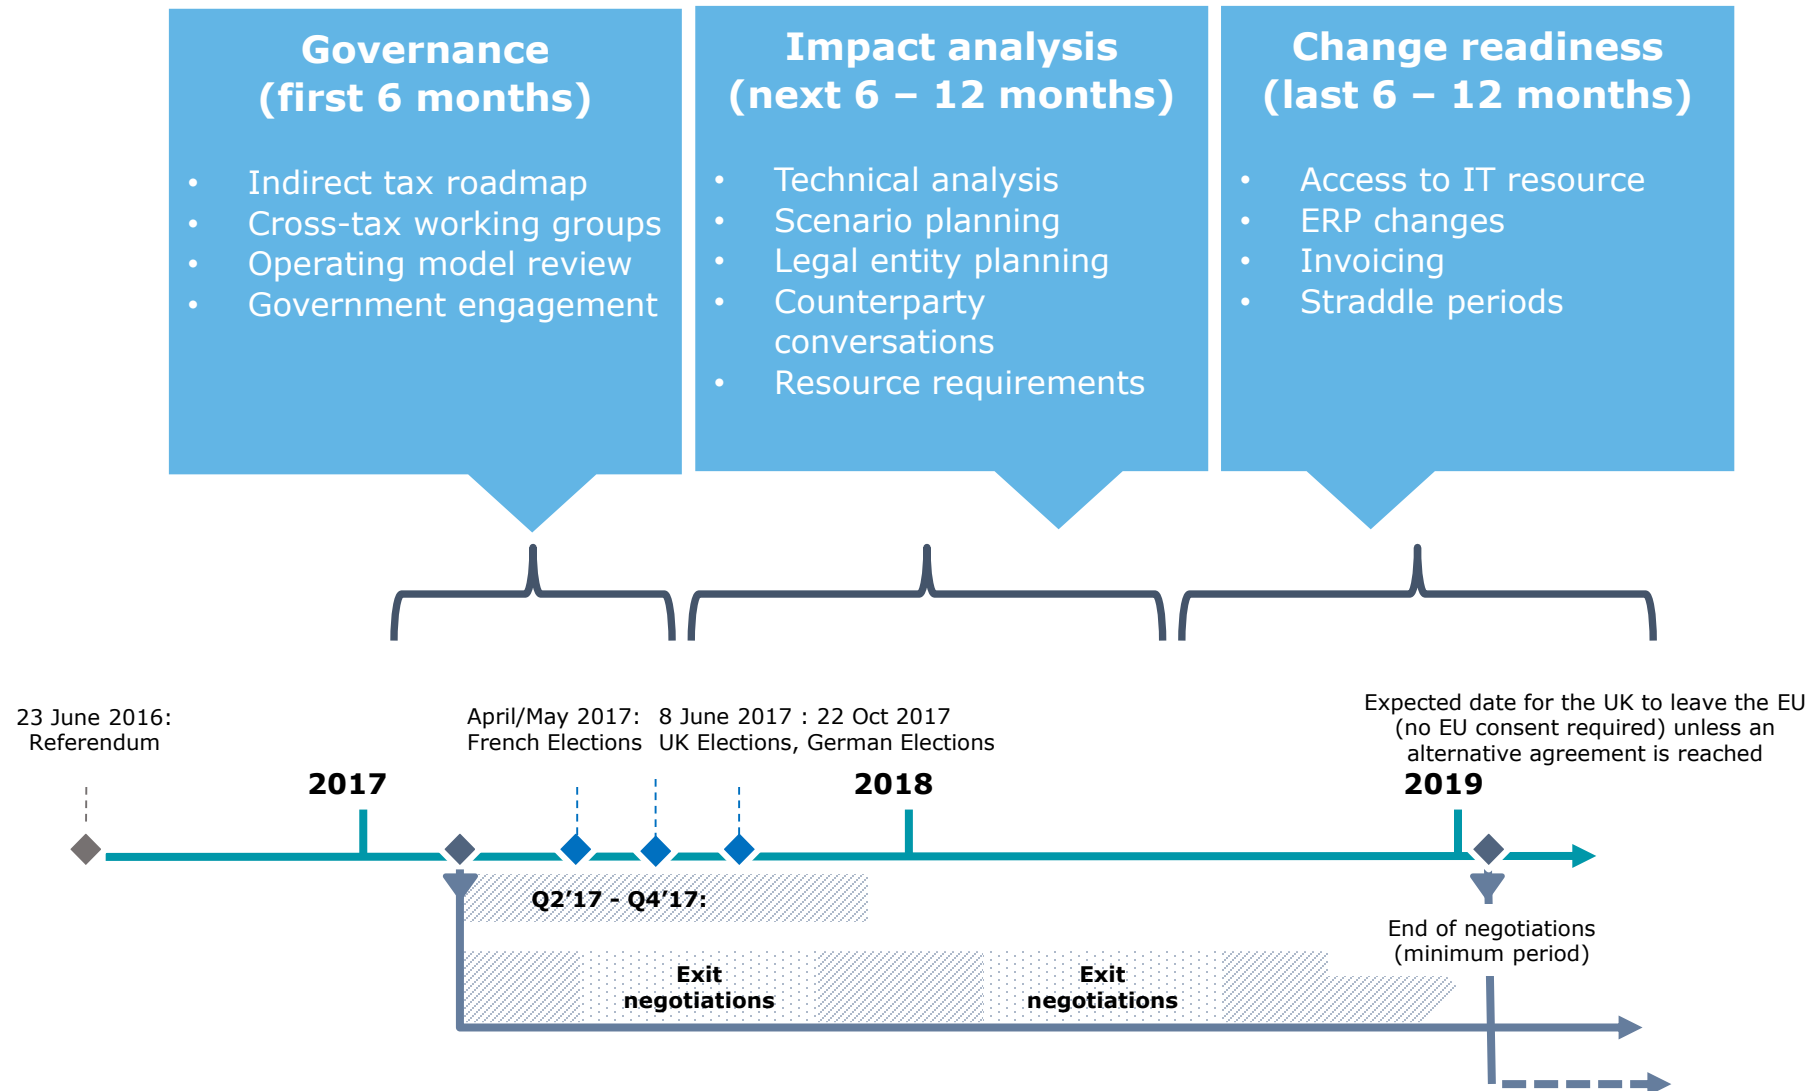 Governance
(first 6 months)
• Indirect tax roadmap
• Cross-tax working groups
• Operating model review
• Government engagement
Impact analysis
(next 6 – 12 months)
• Technical analysis
• Scenario planning
• Legal entity planning
• Counterparty
conversations
• Resource requirements
Change readiness
(last 6 – 12 months)
• Access to IT resource
• ERP changes
• Invoicing
• Straddle periods
23 June 2016:
Referendum
April/May 2017:
French Elections
8 June 2017 : 22 Oct 2017
UK Elections, German Elections
Expected date for the UK to leave the EU
(no EU consent required) unless an
alternative agreement is reached
2017
2018
2019
Q2’17 - Q4’17:
End of negotiations
(minimum period)
Exit
negotiations
Exit
negotiations